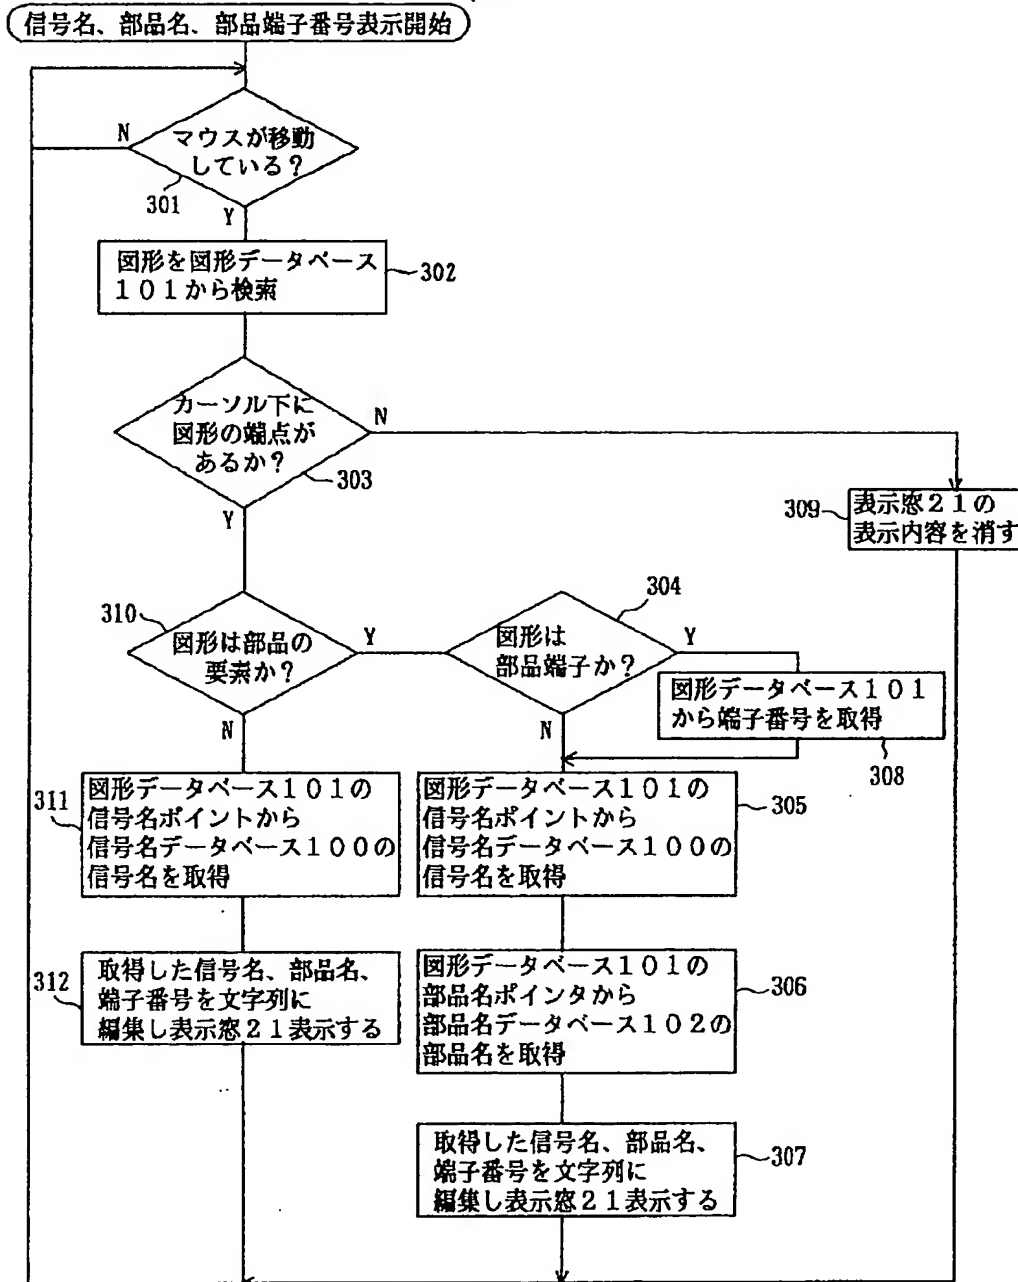 信号名、部品名、部品端子番号表示開始
N
マウスが移動
している?
301
Y
図形を図形データベース
101から検索
302
カーソル下に
図形の端点が
あるか?
N
303
Y
309
表示窓21の
表示内容を消す
310
図形は部品の
要素か?
Y
N
304
図形は
部品端子か?
Y
N
図形データベース101
から端子番号を取得
308
311
図形データベース101の
信号名ポイントから
信号名データベース100の
信号名を取得
図形データベース101の
信号名ポイントから
信号名データベース100の
信号名を取得
305
312
取得した信号名、部品名、
端子番号を文字列に
編集し表示窓21表示する
図形データベース101の
部品名ポインタから
部品名データベース102の
部品名を取得
306
取得した信号名、部品名、
端子番号を文字列に
編集し表示窓21表示する
307